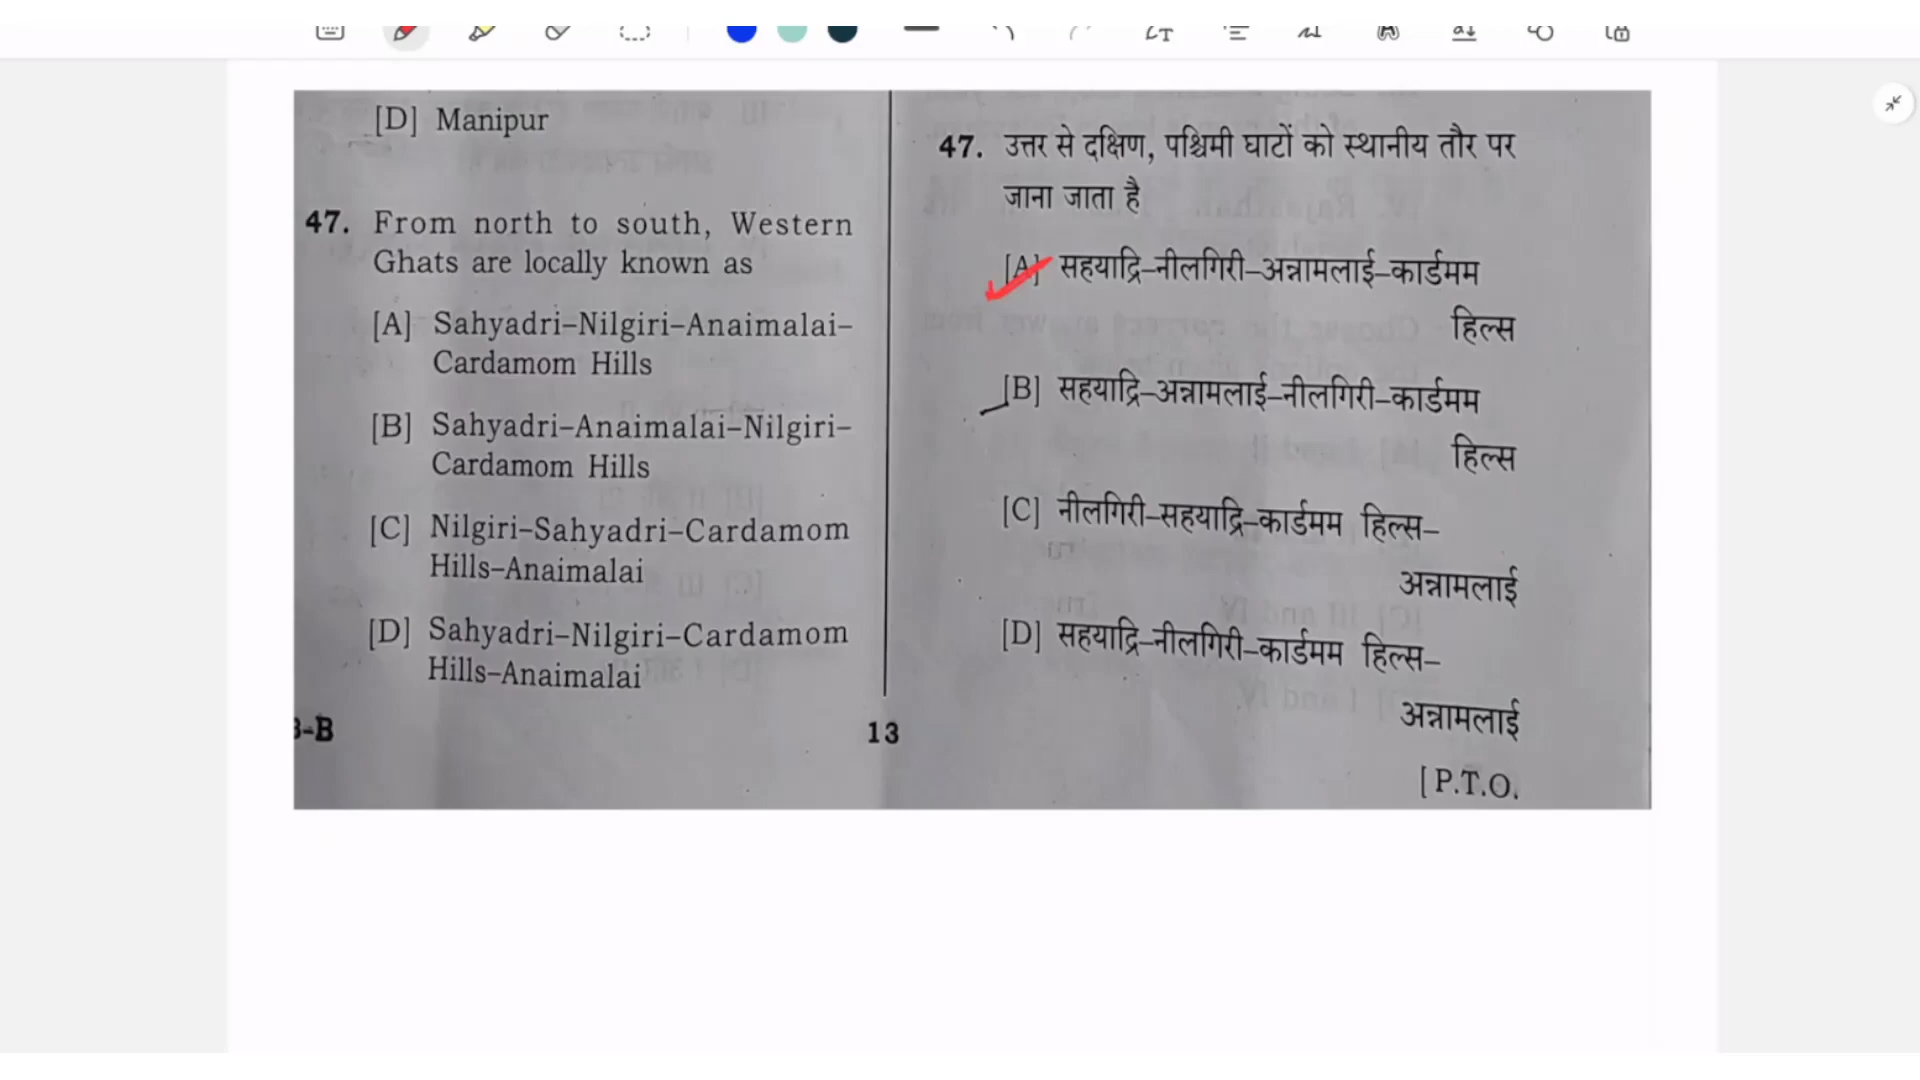 [D] Manipur
47. From north to south, Western
Ghats are locally known as
[A] Sahyadri–Nilgiri–Anaimalai–
Cardamom Hills
[B] Sahyadri–Anaimalai–Nilgiri–
Cardamom Hills
[C] Nilgiri–Sahyadri–Cardamom
Hills–Anaimalai
[D] Sahyadri–Nilgiri–Cardamom
Hills–Anaimalai
3-B
13
47. उत्तर से दक्षिण, पश्चिमी घाटों को स्थानीय तौर पर
जाना जाता है
[A] सहयाद्रि–नीलगिरी–अन्नामलाई–कार्डमम
हिल्स
[B] सहयाद्रि–अन्नामलाई–नीलगिरी–कार्डमम
हिल्स
[C] नीलगिरी–सहयाद्रि–कार्डमम हिल्स–
अन्नामलाई
[D] सहयाद्रि–नीलगिरी–कार्डमम हिल्स–
अन्नामलाई
[ P.T.O.